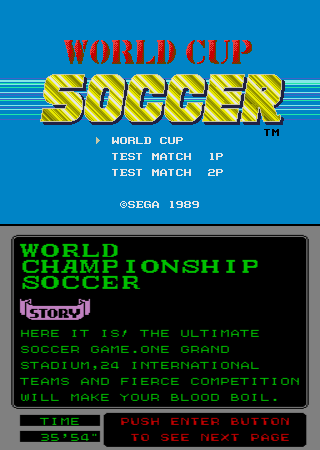 WORLD CUP
SOCCER
TM
WORLD CUP
TEST MATCH 1P
TEST MATCH 2P
©SEGA 1989
WORLD
CHAMPIONSHIP
SOCCER
STORY
HERE IT IS! THE ULTIMATE
SOCCER GAME.ONE GRAND
STADIUM,24 INTERNATIONAL
TEAMS AND FIERCE COMPETITION
WILL MAKE YOUR BLOOD BOIL.
TIME
35'54"
PUSH ENTER BUTTON
TO SEE NEXT PAGE